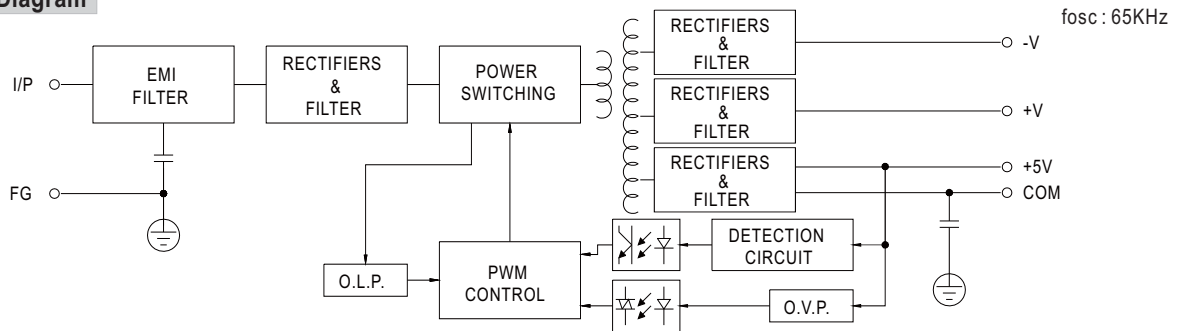 Diagram
fosc : 65KHz
I/P
EMI
FILTER
RECTIFIERS
&
FILTER
POWER
SWITCHING
RECTIFIERS
&
FILTER
-V
RECTIFIERS
&
FILTER
+V
RECTIFIERS
&
FILTER
+5V
COM
FG
O.L.P.
PWM
CONTROL
DETECTION
CIRCUIT
O.V.P.